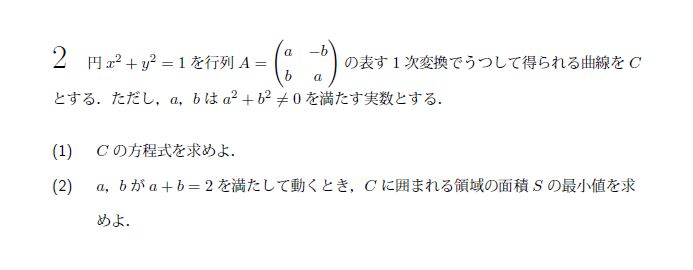 2 円 $x^2 + y^2 = 1$ を行列 $A = \begin{pmatrix} a & -b \\ b & a \end{pmatrix}$ の表す 1 次変換でうつして得られる曲線を $C$
とする．ただし，$a$，$b$ は $a^2 + b^2 \neq 0$ を満たす実数とする．
(1) $C$ の方程式を求めよ．
(2) $a$，$b$ が $a + b = 2$ を満たして動くとき，$C$ に囲まれる領域の面積 $S$ の最小値を求
めよ．